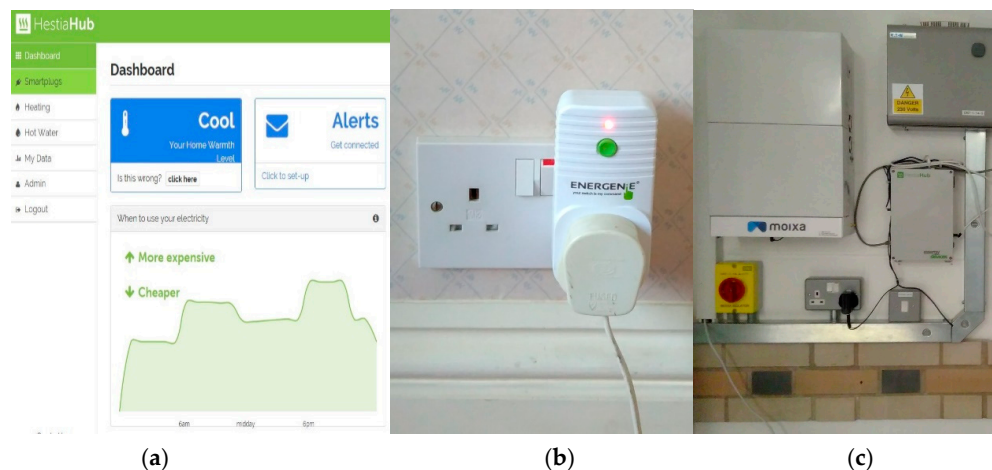 HestiaHub
Dashboard
Smartplugs
Heating
Hot Water
My Data
Admin
Logout
Dashboard
Cool
Your Home Warmth
Level
Is this wrong? click here
Alerts
Get connected
Click to set-up
When to use your electricity
More expensive
Cheaper
6am midday 6pm
ENERGENIE
moixa
DANGER
230 Volts
HESTIAHUB
(a) (b) (c)